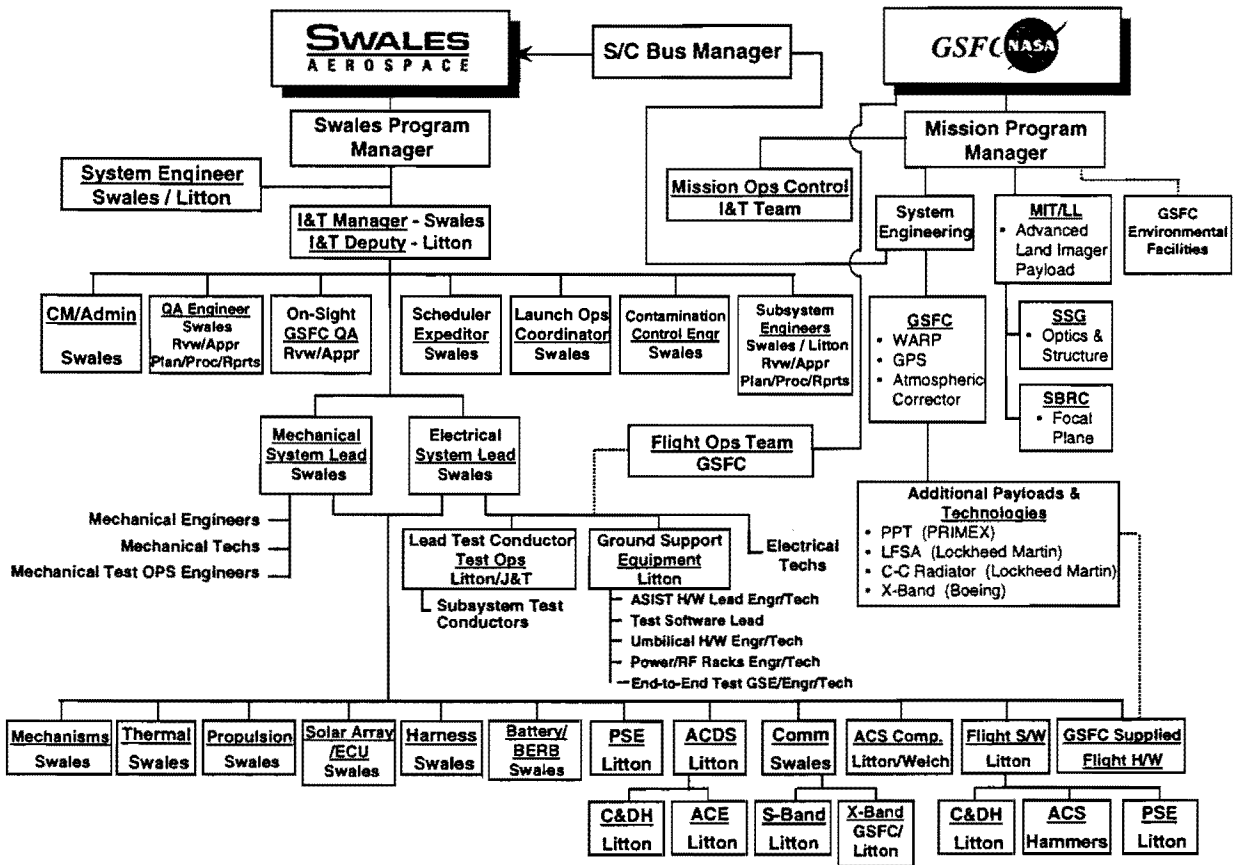 SWALES
AEROSPACE
S/C Bus Manager
GSFC NASA
Swales Program
Manager
Mission Program
Manager
System Engineer
Swales / Litton
Mission Ops Control
I&T Team
I&T Manager - Swales
I&T Deputy - Litton
System
Engineering
MIT/LL
• Advanced
Land Imager
Payload
GSFC
Environmental
Facilities
CM/Admin
Swales
QA Engineer
Swales
Rvw/Appr
Plan/Proc/Rprts
On-Sight
GSFC QA
Rvw/Appr
Scheduler
Expeditor
Swales
Launch Ops
Coordinator
Swales
Contamination
Control Engr
Swales
Subsystem
Engineers
Swales / Litton
Rvw/Appr
Plan/Proc/Rprts
GSFC
• WARP
• GPS
• Atmospheric
Corrector
SSG
• Optics &
Structure
SBRC
• Focal
Plane
Mechanical
System Lead
Swales
Electrical
System Lead
Swales
Flight Ops Team
GSFC
Mechanical Engineers
Mechanical Techs
Mechanical Test OPS Engineers
Lead Test Conductor
Test Ops
Litton/J&T
Subsystem Test
Conductors
Ground Support
Equipment
Litton
Electrical
Techs
ASIST H/W Lead Engr/Tech
Test Software Lead
Umbilical H/W Engr/Tech
Power/RF Racks Engr/Tech
End-to-End Test GSE/Engr/Tech
Additional Payloads &
Technologies
• PPT (PRIMEX)
• LFSA (Lockheed Martin)
• C-C Radiator (Lockheed Martin)
• X-Band (Boeing)
Mechanisms
Swales
Thermal
Swales
Propulsion
Swales
Solar Array
/ECU
Swales
Harness
Swales
Battery/
BERB
Swales
PSE
Litton
ACDS
Litton
Comm
Swales
ACS Comp.
Litton/Welch
Flight S/W
Litton
GSFC Supplied
Flight H/W
C&DH
Litton
ACE
Litton
S-Band
Litton
X-Band
GSFC/
Litton
C&DH
Litton
ACS
Hammers
PSE
Litton